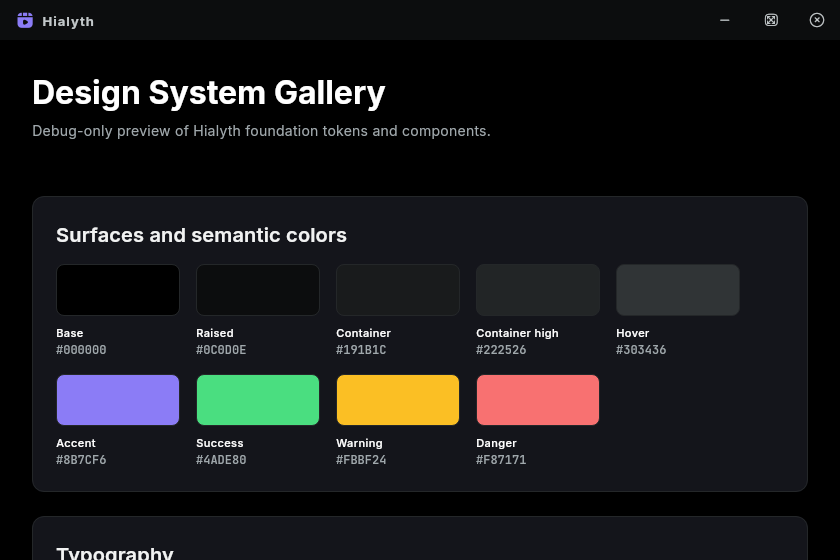 Hialyth
Design System Gallery
Debug-only preview of Hialyth foundation tokens and components.
Surfaces and semantic colors
Base
#000000
Raised
#0C0D0E
Container
#191B1C
Container high
#222526
Hover
#303436
Accent
#8B7CF6
Success
#4ADE80
Warning
#FBBF24
Danger
#F87171
Typography